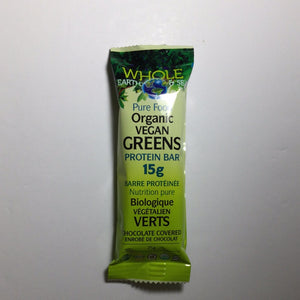 WHOLE
EARTH & SEA
Pure Food
Organic
VEGAN
GREENS
PROTEIN BAR
15g
BARRE PROTÉINÉE
Nutrition pure
Biologique
VÉGÉTALIEN
VERTS
CHOCOLATE COVERED
ENROBÉ DE CHOCOLAT